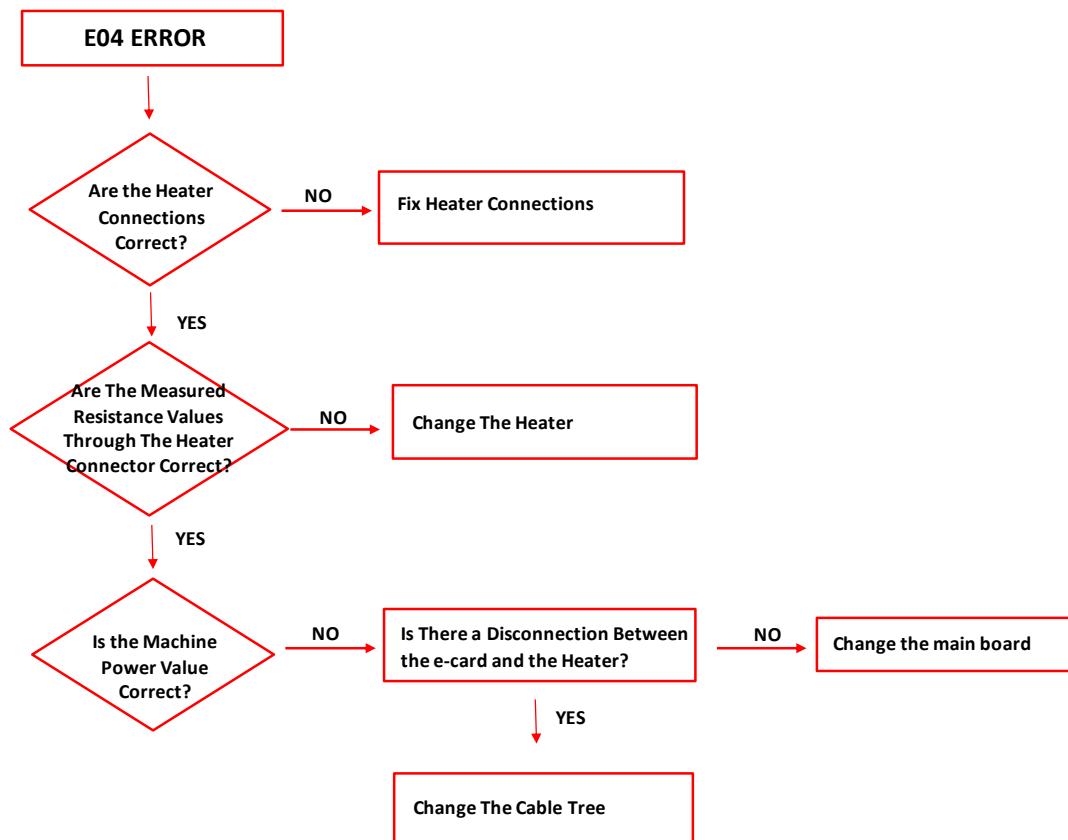 E04 ERROR
Are the Heater
Connections
Correct?
NO
Fix Heater Connections
YES
Are The Measured
Resistance Values
Through The Heater
Connector Correct?
NO
Change The Heater
YES
Is the Machine
Power Value
Correct?
NO
Is There a Disconnection Between
the e-card and the Heater?
NO
Change the main board
YES
Change The Cable Tree